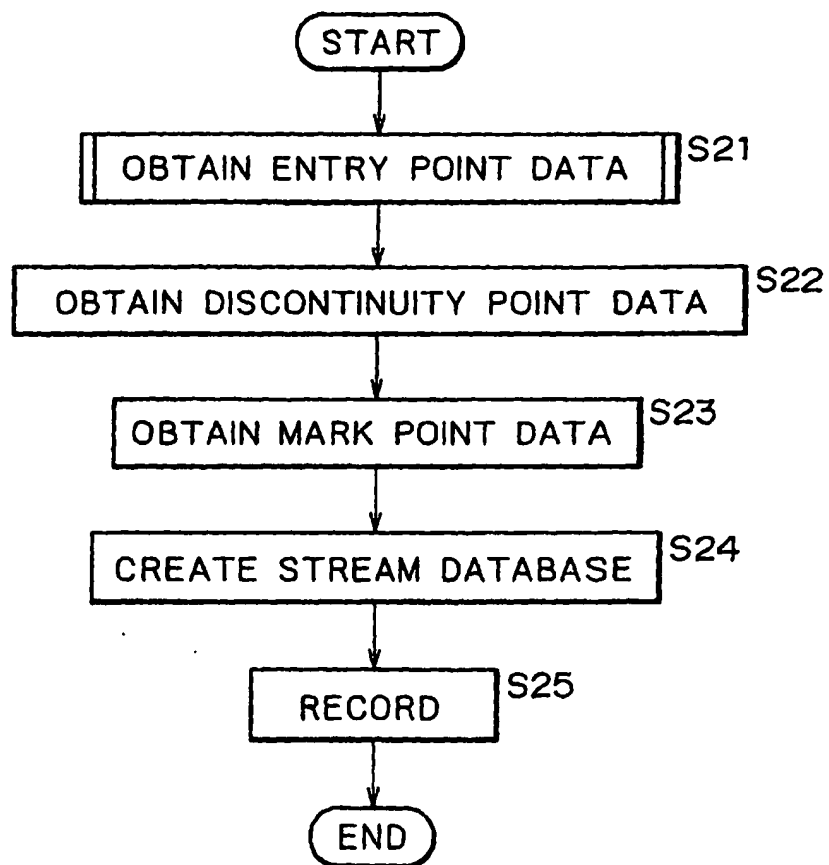 START
OBTAIN ENTRY POINT DATA S21
OBTAIN DISCONTINUITY POINT DATA S22
OBTAIN MARK POINT DATA S23
CREATE STREAM DATABASE S24
RECORD S25
END